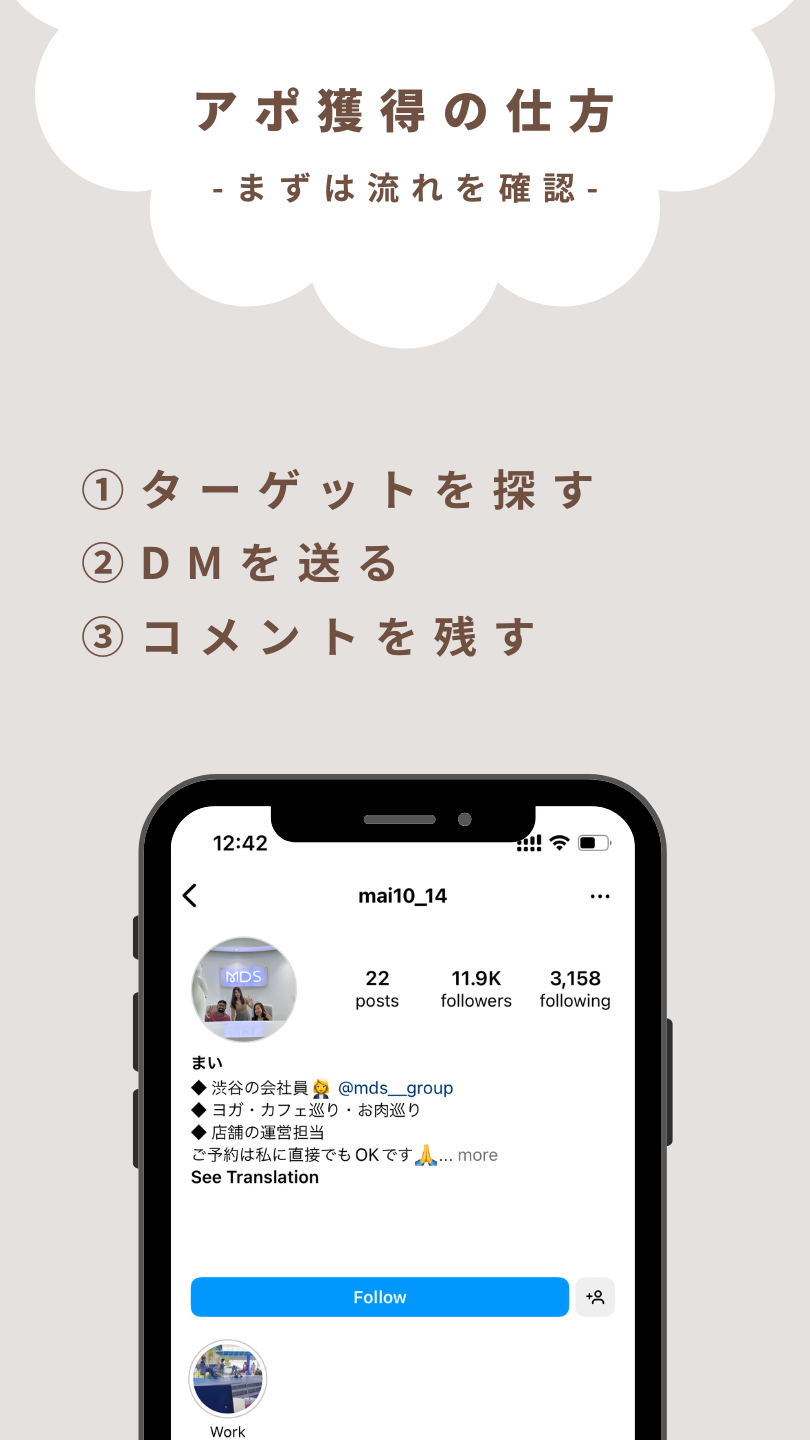 アポ獲得の仕方
-まずは流れを確認-
①ターゲットを探す
②DMを送る
③コメントを残す
12:42
mai10_14
MDS
22
posts
11.9K
followers
3,158
following
まい
◆ 渋谷の会社員👩‍💼 @mds__group
◆ ヨガ・カフェ巡り・お肉巡り
◆ 店舗の運営担当
ご予約は私に直接でもOKです🙏... more
See Translation
Follow
Work